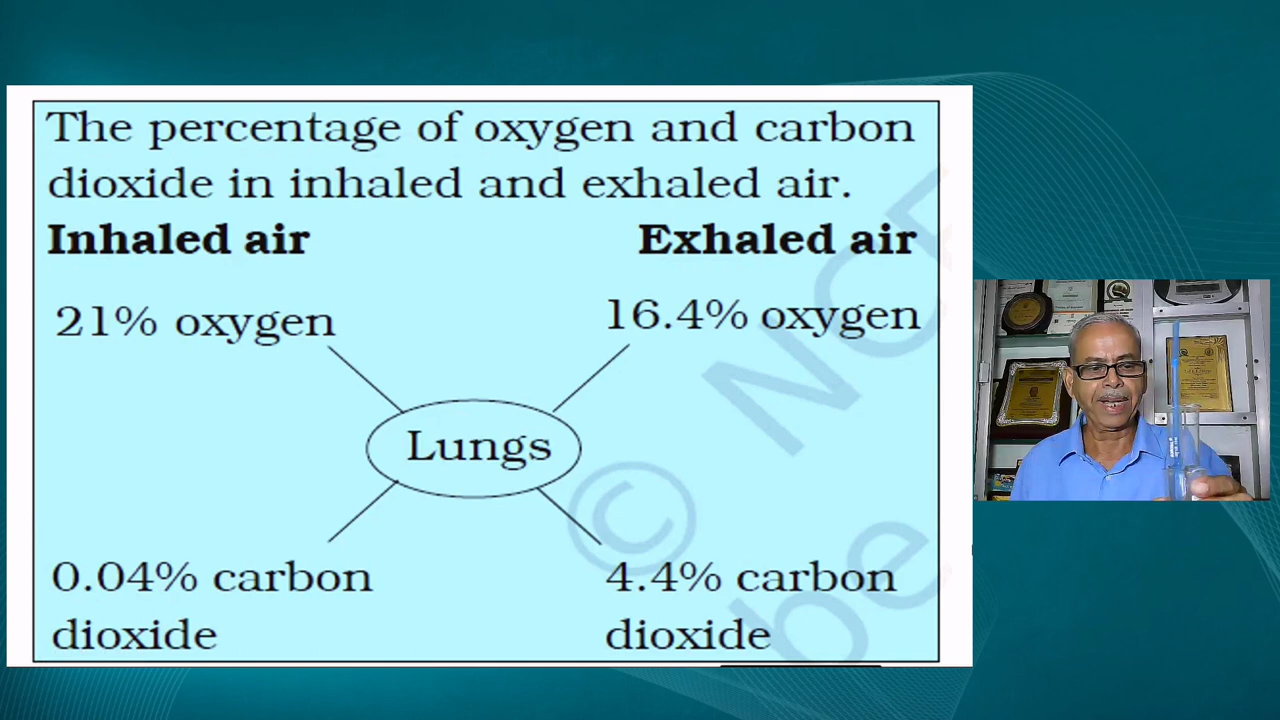 The percentage of oxygen and carbon
dioxide in inhaled and exhaled air.
Inhaled air Exhaled air
21% oxygen 16.4% oxygen
Lungs
0.04% carbon 4.4% carbon
dioxide dioxide
©
be